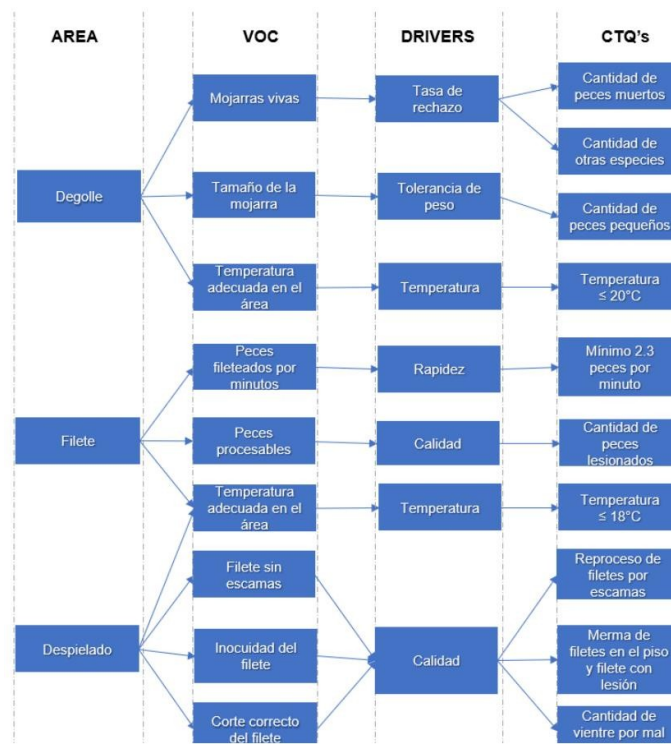 AREA
VOC
DRIVERS
CTQ's
Degolle
Mojarras vivas
Tasa de
rechazo
Cantidad de
peces muertos
Cantidad de
otras especies
Tamaño de la
mojarra
Tolerancia de
peso
Cantidad de
peces pequeños
Temperatura
adecuada en el
área
Temperatura
Temperatura
≤ 20°C
Filete
Peces
fileteados por
minutos
Rapidez
Mínimo 2.3
peces por
minuto
Peces
procesables
Calidad
Cantidad de
peces
lesionados
Temperatura
adecuada en el
área
Temperatura
Temperatura
≤ 18°C
Despielado
Filete sin
escamas
Inocuidad del
filete
Corte correcto
del filete
Calidad
Reproceso de
filetes por
escamas
Merma de
filetes en el piso
y filete con
lesión
Cantidad de
vientre por mal